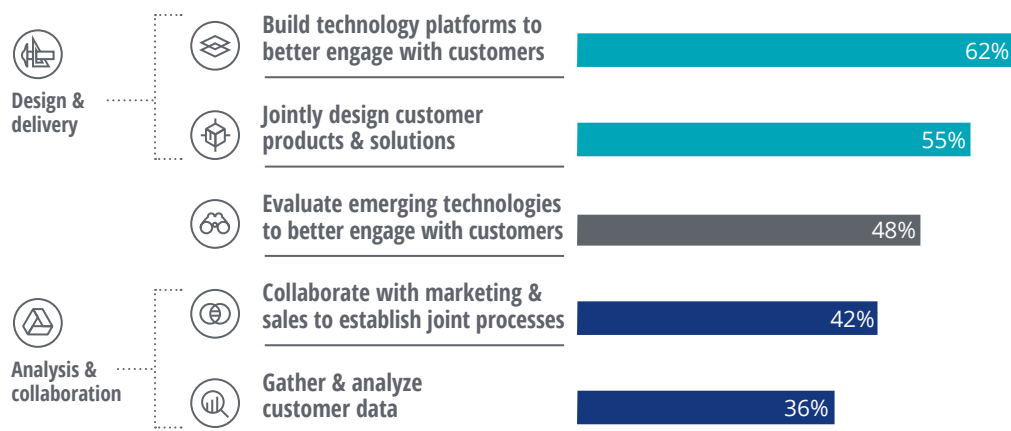 Design &
delivery
Build technology platforms to
better engage with customers
62%
Jointly design customer
products & solutions
55%
Evaluate emerging technologies
to better engage with customers
48%
Analysis &
collaboration
Collaborate with marketing &
sales to establish joint processes
42%
Gather & analyze
customer data
36%